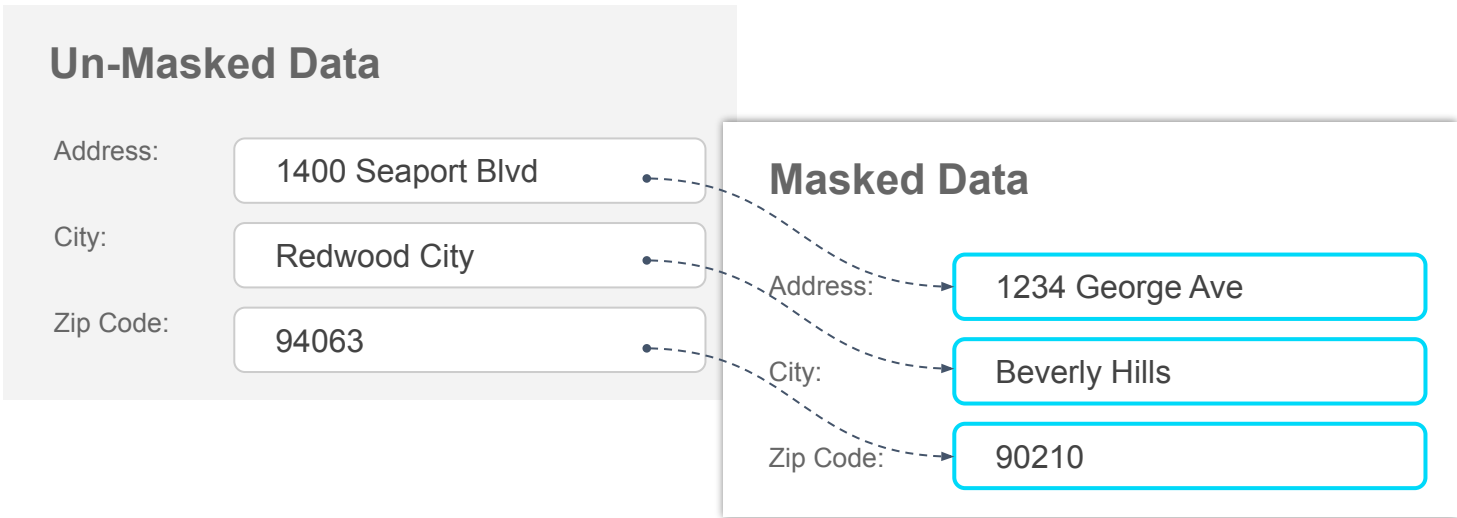 Un-Masked Data
Address:
1400 Seaport Blvd
City:
Redwood City
Zip Code:
94063
Masked Data
Address:
1234 George Ave
City:
Beverly Hills
Zip Code:
90210